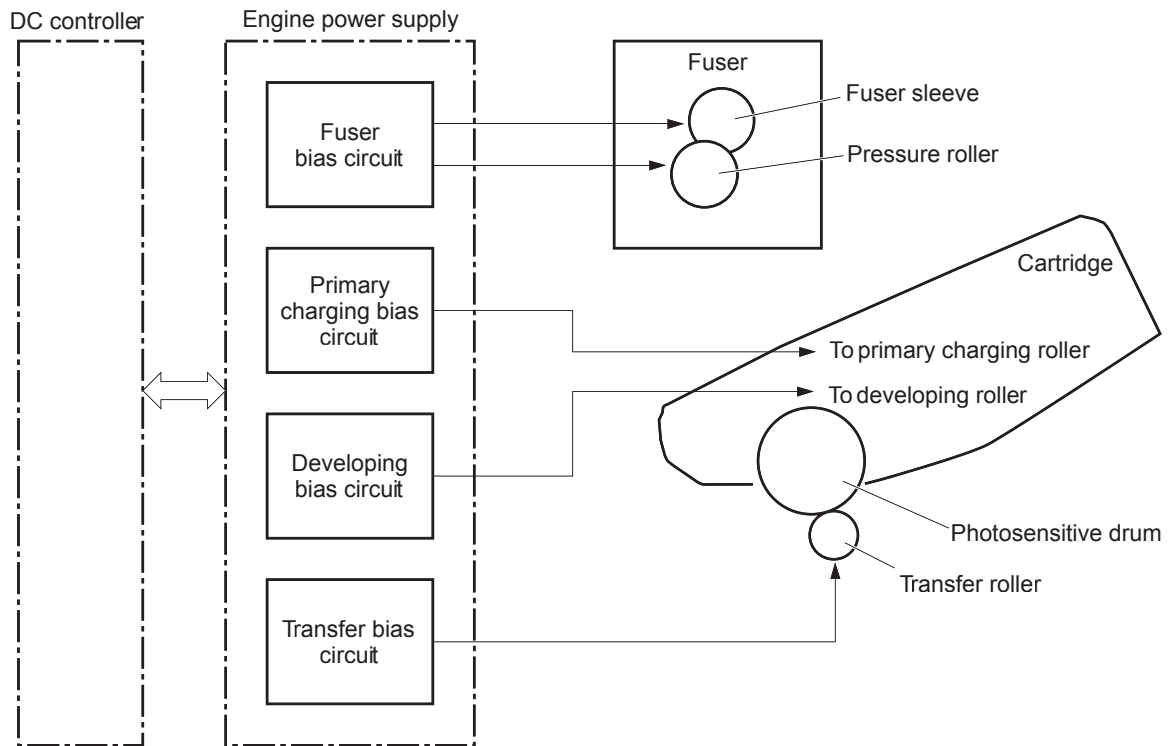 DC controller
Engine power supply
Fuser
bias circuit
Primary
charging bias
circuit
Developing
bias circuit
Transfer bias
circuit
Fuser
Fuser sleeve
Pressure roller
Cartridge
To primary charging roller
To developing roller
Photosensitive drum
Transfer roller